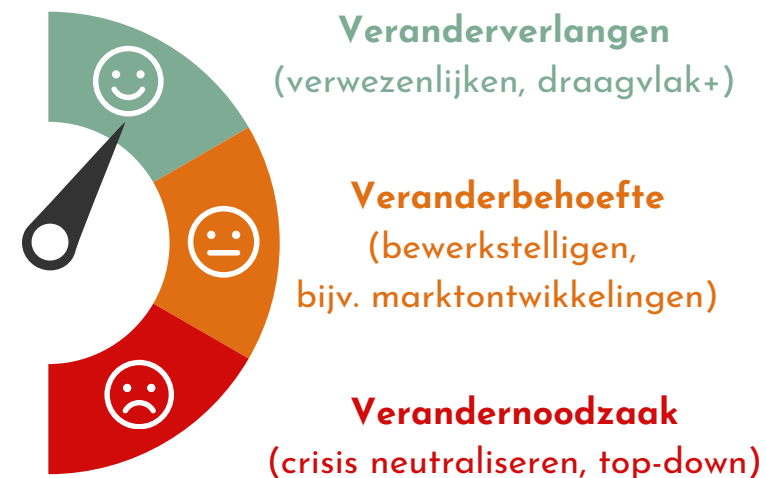 Veranderverlangen
(verwezenlijken, draagvlak+)
Veranderbehoefte
(bewerkstelligen,
bijv. marktontwikkelingen)
Verandernoodzaak
(crisis neutraliseren, top-down)